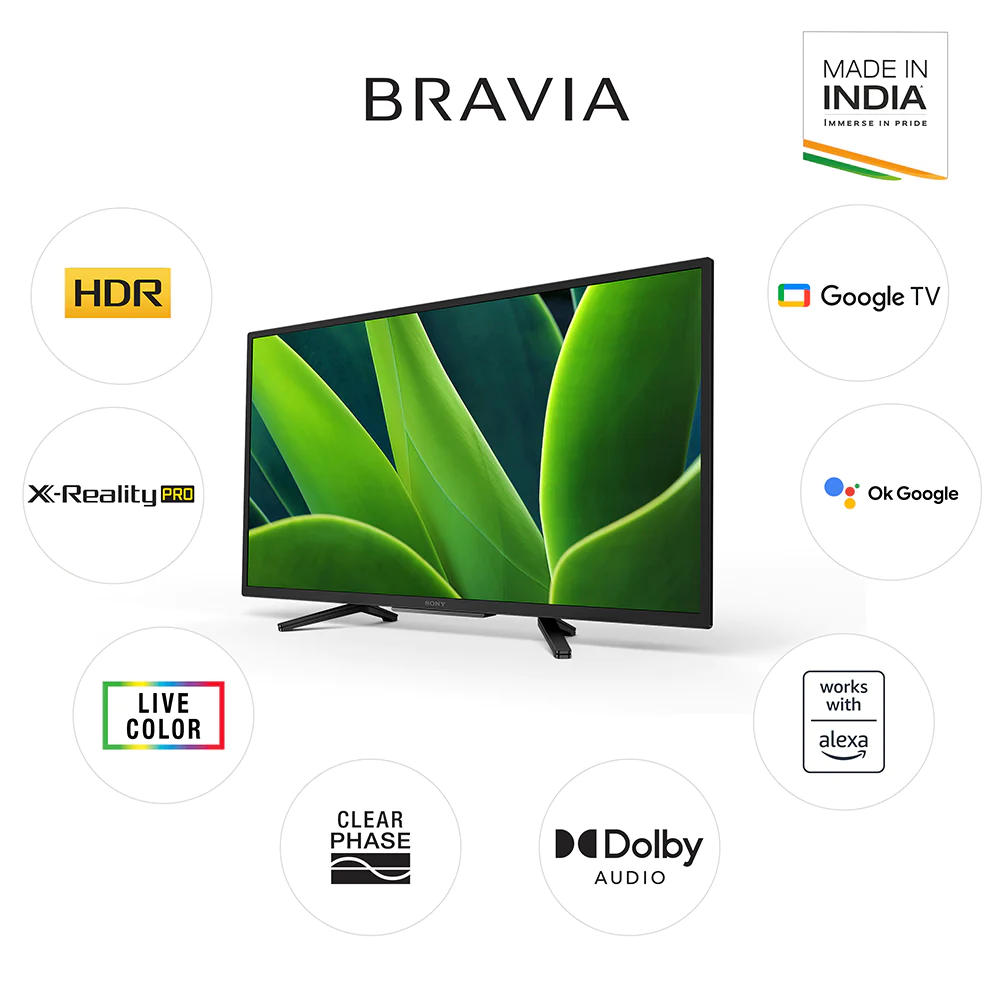 BRAVIA
MADE IN
INDIA*
IMMERSE IN PRIDE
HDR
Google TV
X-Reality PRO
Ok Google
SONY
LIVE
COLOR
works
with
alexa
CLEAR
PHASE
Dolby
AUDIO